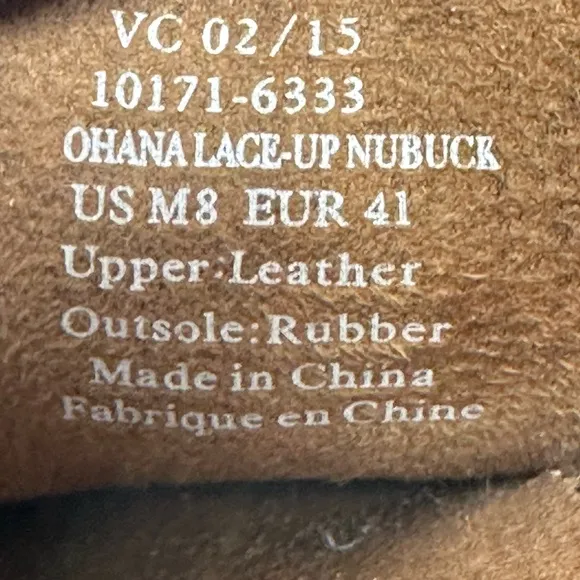 VC 02/15
10171-6333
OHANA LACE-UP NUBUCK
US M8 EUR 41
Upper:Leather
Outsole:Rubber
Made in China
Fabrique en Chine